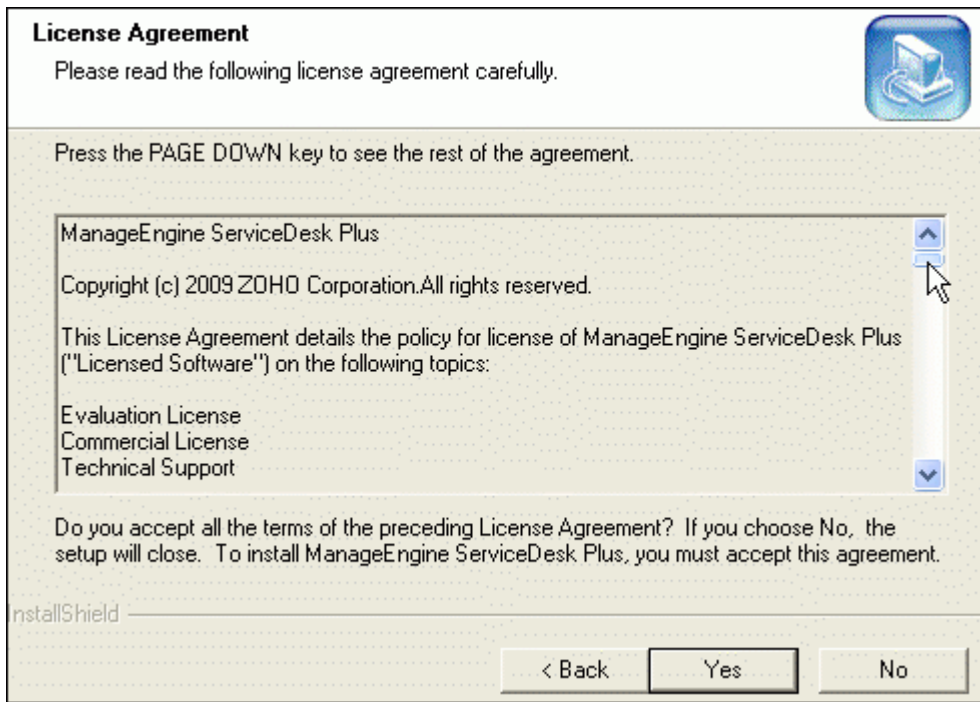 License Agreement
Please read the following license agreement carefully.
Press the PAGE DOWN key to see the rest of the agreement.
ManageEngine ServiceDesk Plus
Copyright (c) 2009 ZOHO Corporation.All rights reserved.
This License Agreement details the policy for license of ManageEngine ServiceDesk Plus
("Licensed Software") on the following topics:
Evaluation License
Commercial License
Technical Support
Do you accept all the terms of the preceding License Agreement?  If you choose No,  the
setup will close.  To install ManageEngine ServiceDesk Plus, you must accept this agreement.
InstallShield
< Back
Yes
No